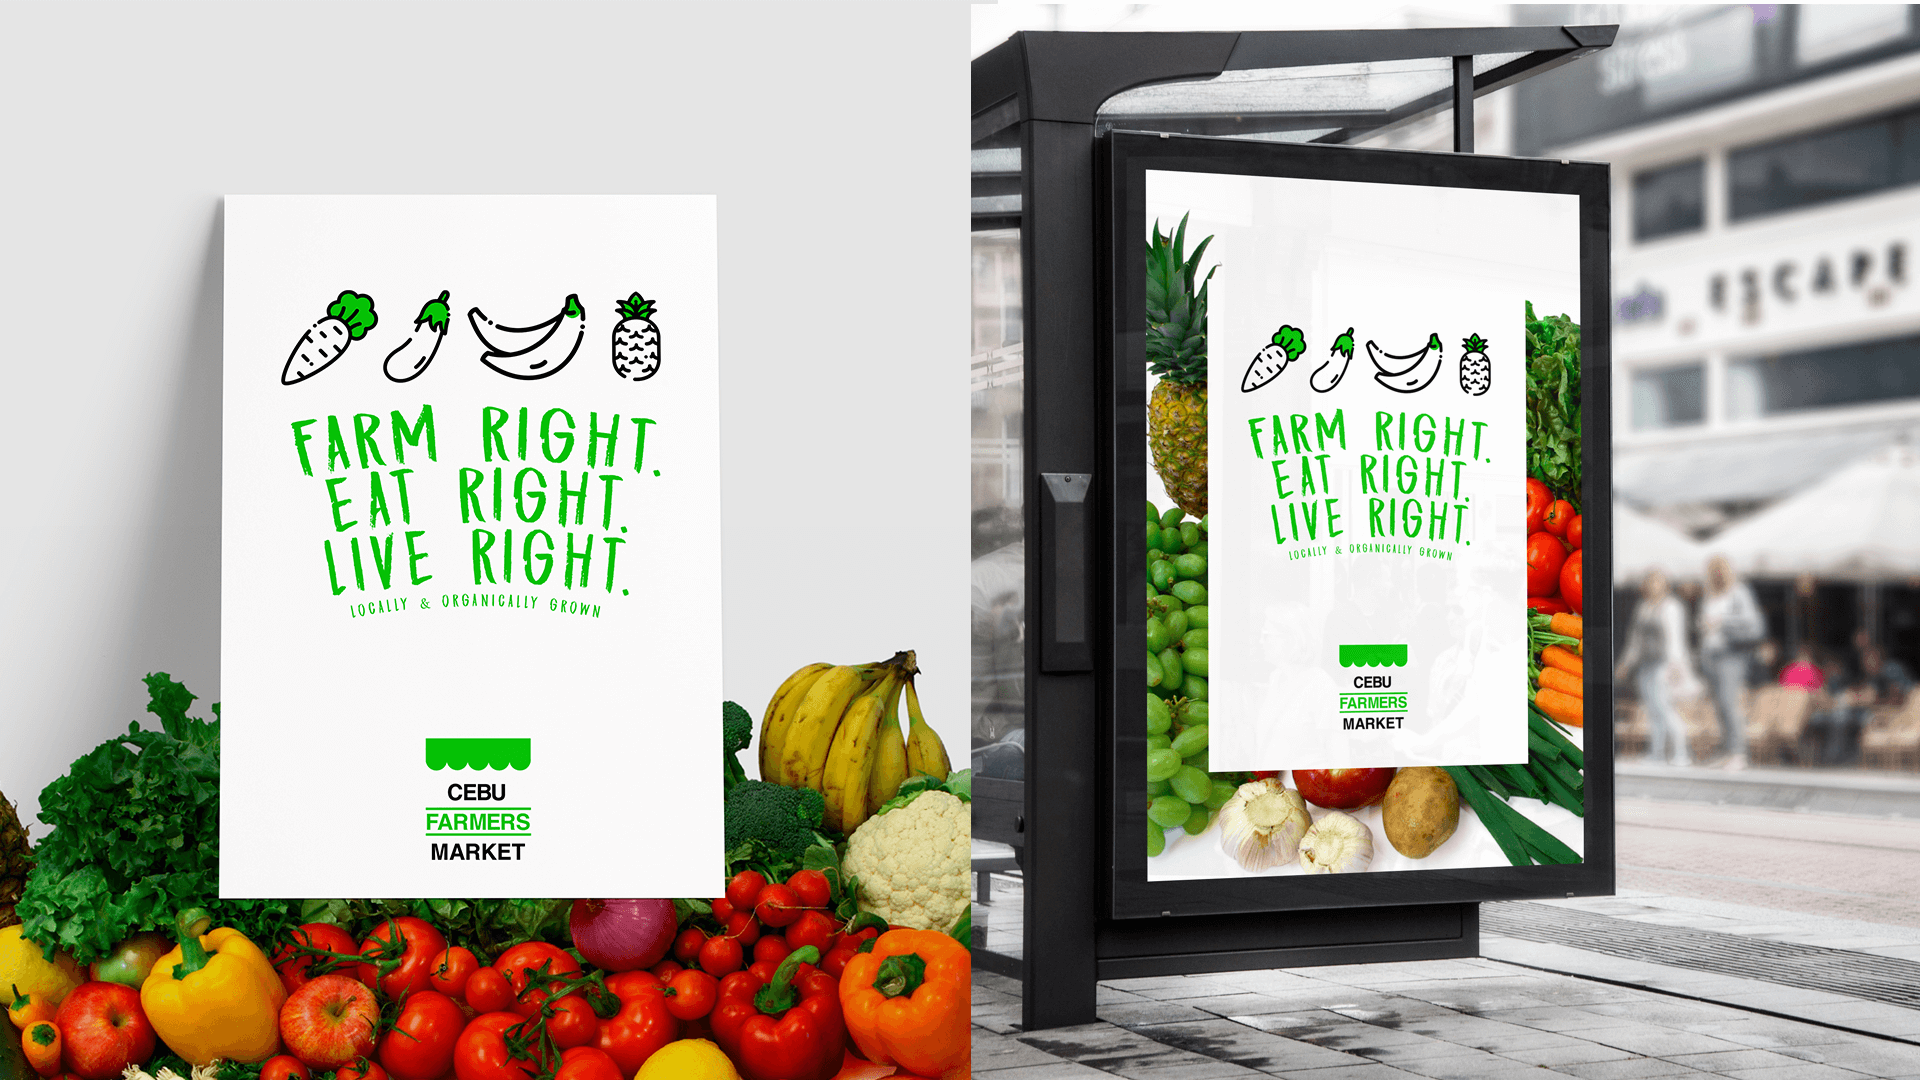 FARM RIGHT.
EAT RIGHT.
LIVE RIGHT.
LOCALLY & ORGANICALLY GROWN
CEBU
FARMERS
MARKET
FARM RIGHT.
EAT RIGHT.
LIVE RIGHT.
LOCALLY & ORGANICALLY GROWN
CEBU
FARMERS
MARKET
ESCAPE